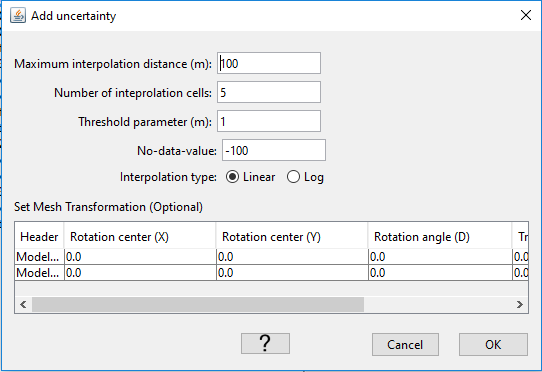 Add uncertainty
Maximum interpolation distance (m): 100
Number of inteprolation cells: 5
Threshold parameter (m): 1
No-data-value: -100
Interpolation type: Linear Log
Set Mesh Transformation (Optional)
Header Rotation center (X) Rotation center (Y) Rotation angle (D) Tr
Model... 0.0 0.0 0.0 0.0
Model... 0.0 0.0 0.0 0.0
? Cancel OK